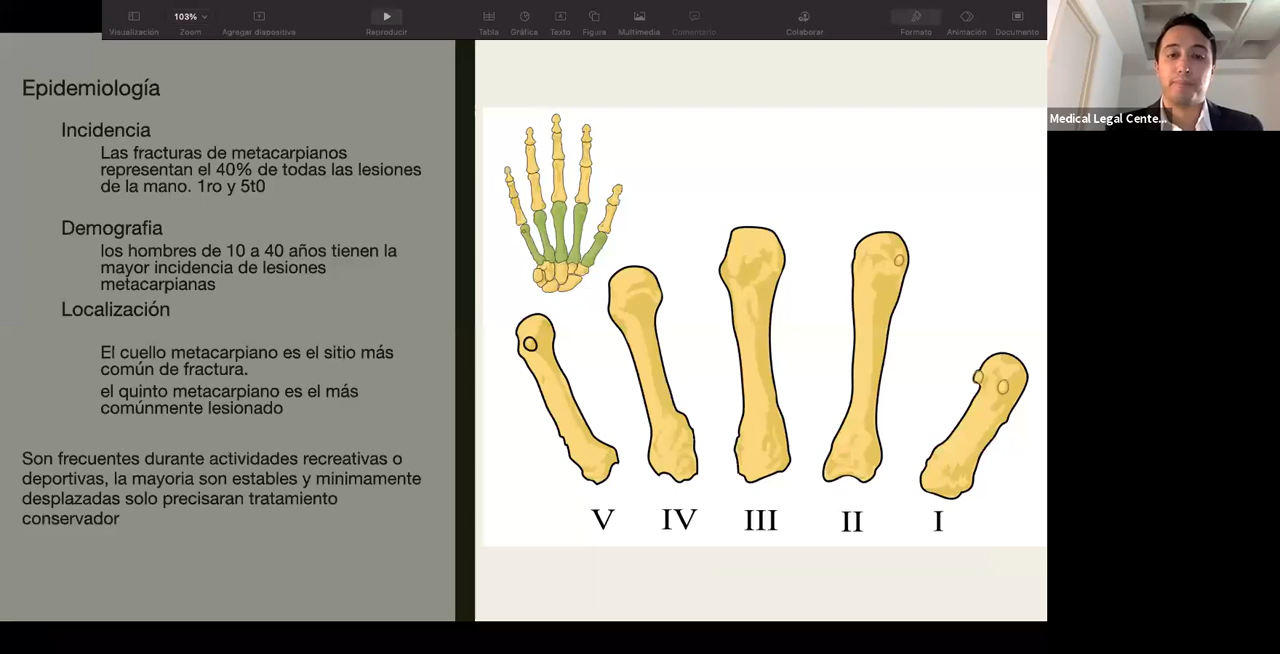 103%
Visualización
Zoom
Agregar diapositiva
Reproducir
Tabla
Gráfica
Texto
Figura
Multimedia
Comentario
Colaborar
Formato
Animación
Documento
Medical Legal Cente...
Epidemiología
Incidencia
Las fracturas de metacarpianos
representan el 40% de todas las lesiones
de la mano. 1ro y 5t0
Demografia
los hombres de 10 a 40 años tienen la
mayor incidencia de lesiones
metacarpianas
Localización
El cuello metacarpiano es el sitio más
común de fractura.
el quinto metacarpiano es el más
comúnmente lesionado
Son frecuentes durante actividades recreativas o
deportivas, la mayoria son estables y minimamente
desplazadas solo precisaran tratamiento
conservador
V IV III II I